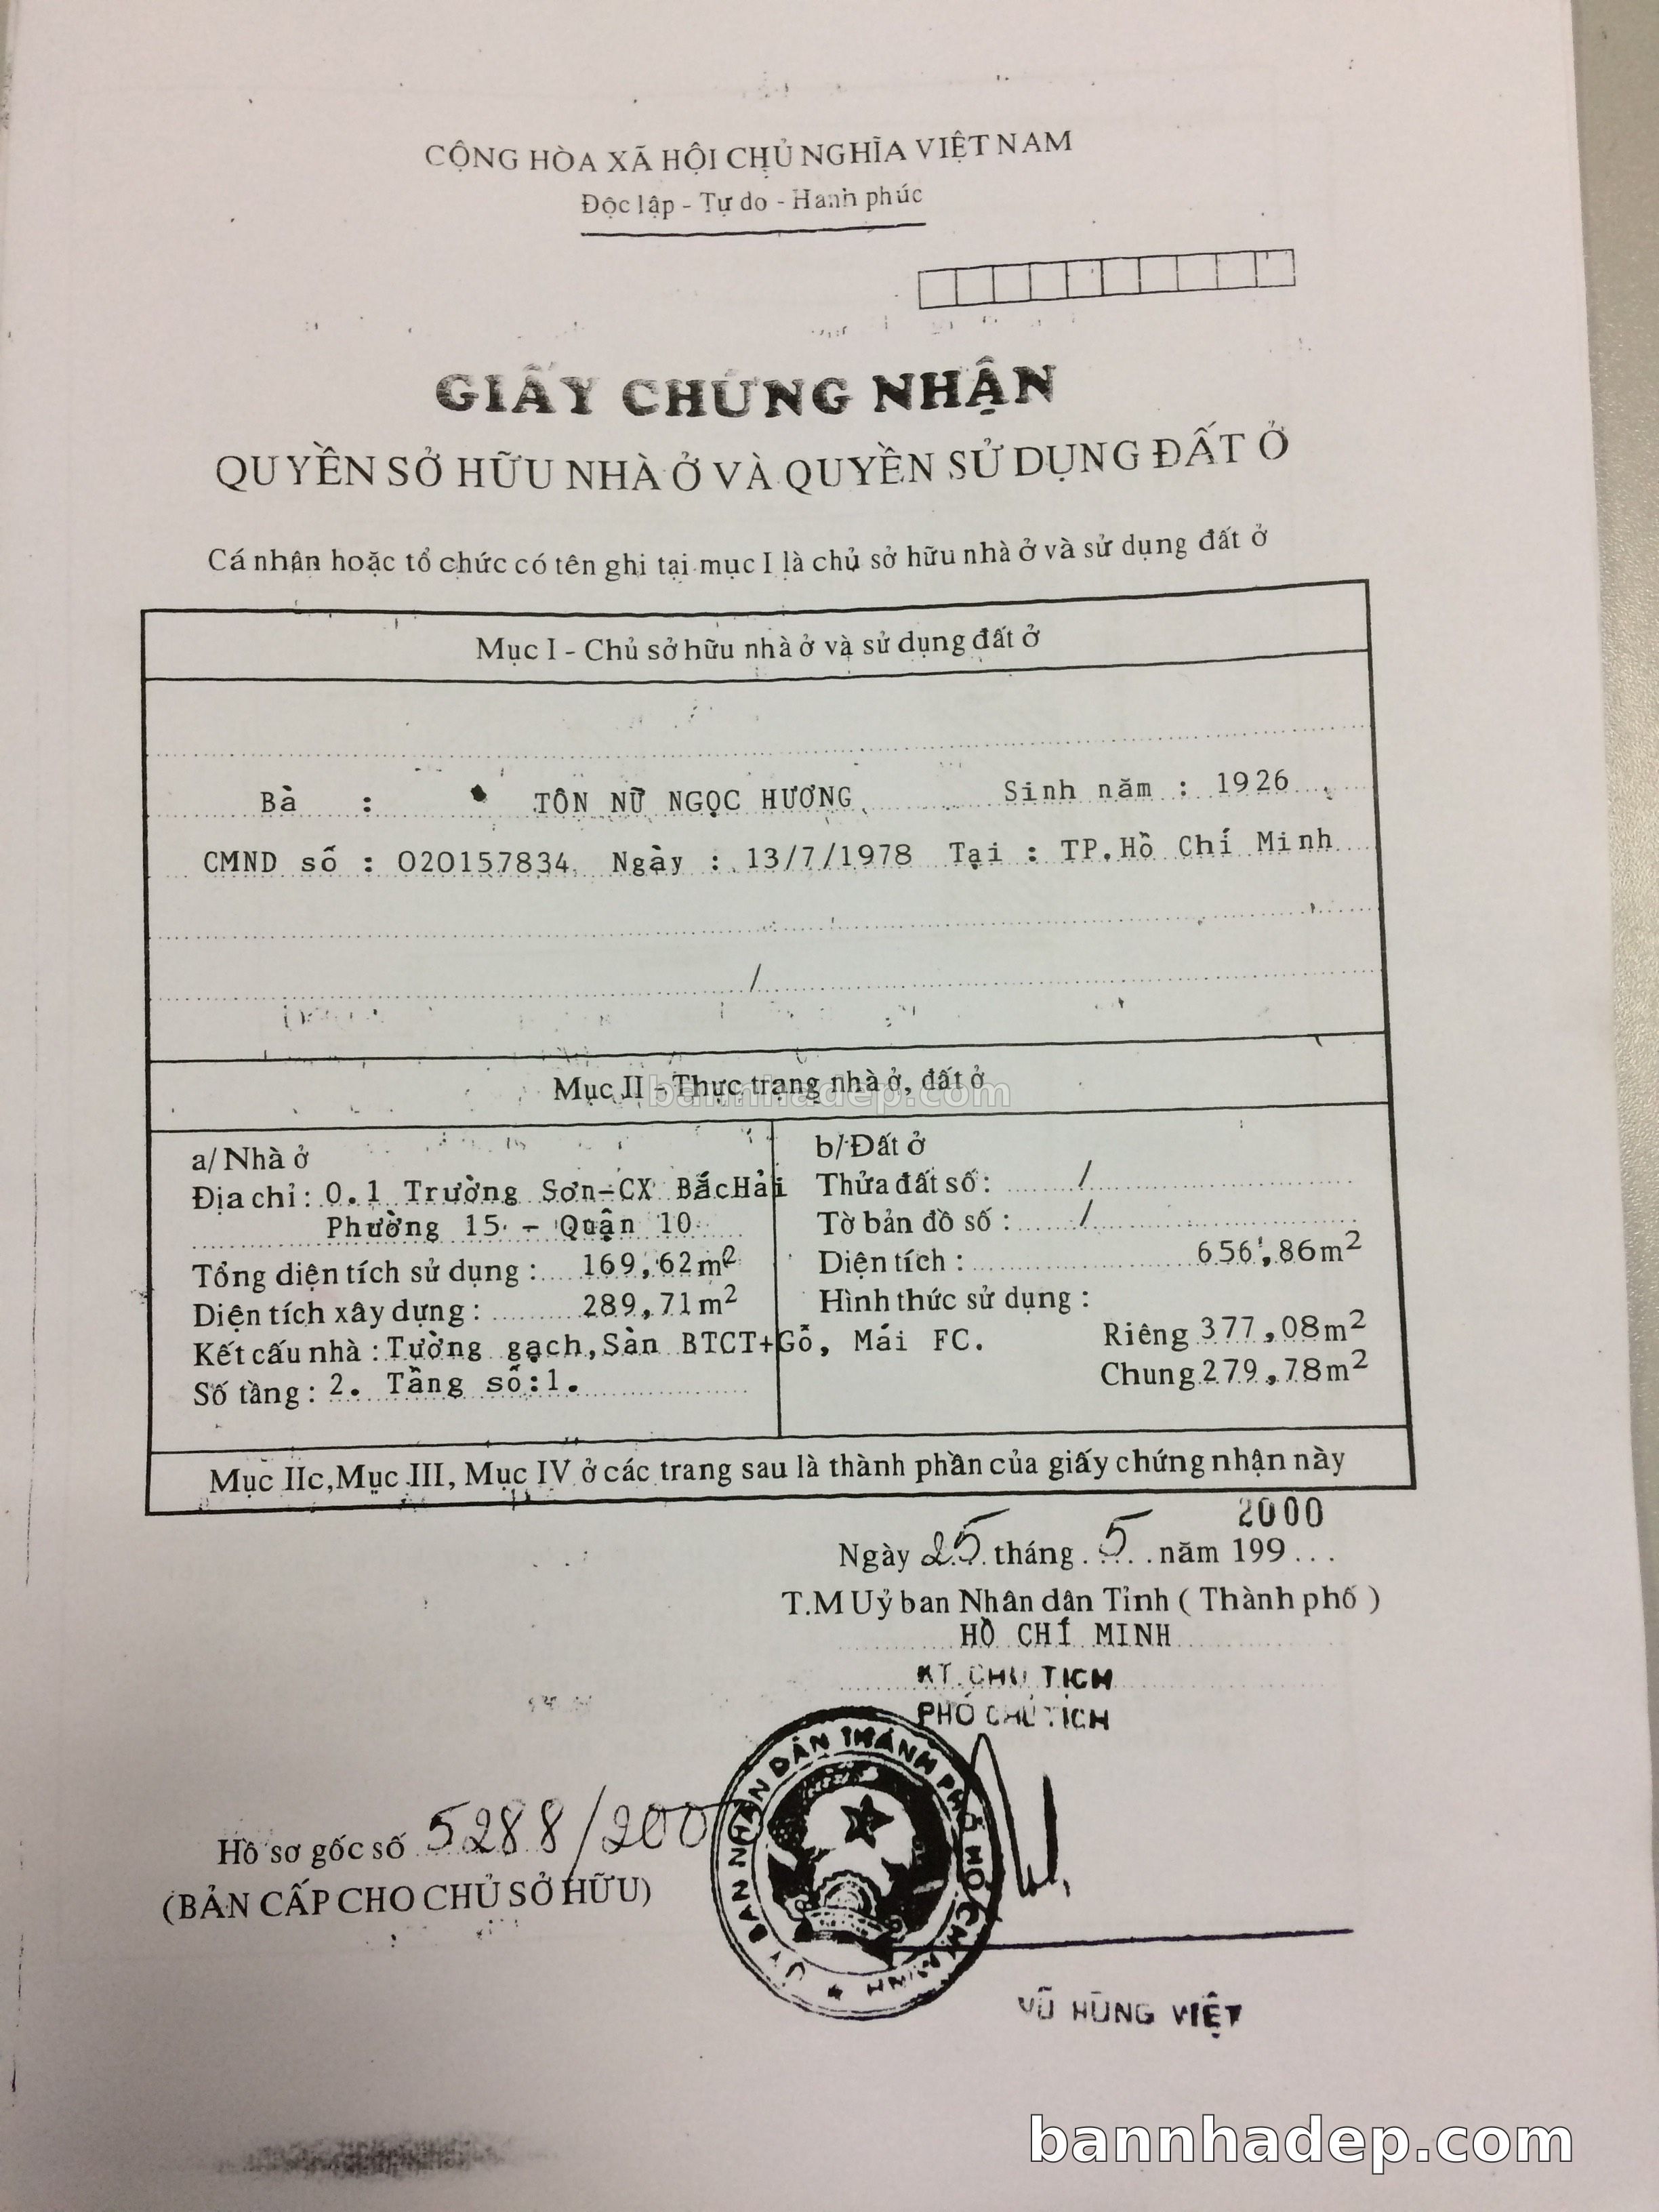 CỘNG HÒA XÃ HỘI CHỦ NGHĨA VIỆT NAM
Độc lập - Tự do - Hạnh phúc
GIẤY CHỨNG NHẬN
QUYỀN SỞ HỮU NHÀ Ở VÀ QUYỀN SỬ DỤNG ĐẤT Ở
Cá nhân hoặc tổ chức có tên ghi tại mục I là chủ sở hữu nhà ở và sử dụng đất ở
Mục I - Chủ sở hữu nhà ở và sử dụng đất ở
Bà : TÔN NỮ NGỌC HƯƠNG Sinh năm : 1926
CMND số : 020157834 Ngày : 13/7/1978 Tại : TP.Hồ Chí Minh
/
Mục II - Thực trạng nhà ở, đất ở
bannhadep.com
a/ Nhà ở
Địa chỉ : 0.1 Trường Sơn-CX BắcHải
Phường 15 - Quận 10
Tổng diện tích sử dụng : 169,62m2
Diện tích xây dựng : 289,71m2
Kết cấu nhà : Tường gạch,Sàn BTCT+Gỗ, Mái FC.
Số tầng : 2. Tầng số:1.
b/ Đất ở
Thửa đất số : /
Tờ bản đồ số : /
Diện tích : 656,86m2
Hình thức sử dụng :
Riêng 377,08m2
Chung 279,78m2
Mục IIc, Mục III, Mục IV ở các trang sau là thành phần của giấy chứng nhận này
2000
Ngày 25 tháng 5 năm 199...
T.M Uỷ ban Nhân dân Tỉnh ( Thành phố )
HỒ CHÍ MINH
KT.CHỦ TỊCH
PHÓ CHỦ TỊCH
ỦY BAN NHÂN DÂN THÀNH PHỐ HỒ CHÍ MINH
Hồ sơ gốc số 5288/200
(BẢN CẤP CHO CHỦ SỞ HỮU)
VŨ HÙNG VIỆT
bannhadep.com